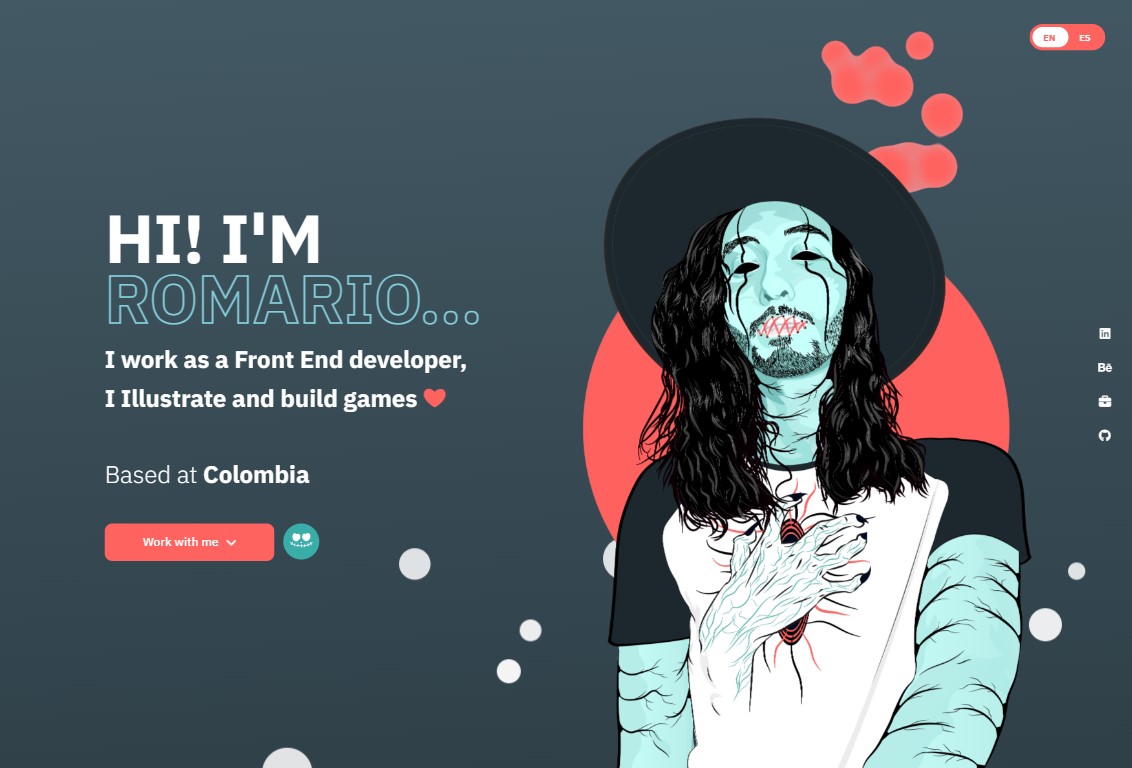 EN ES
HI! I'M
ROMARIO...
I work as a Front End developer,
I Illustrate and build games
Based at Colombia
Work with me
in
Bē